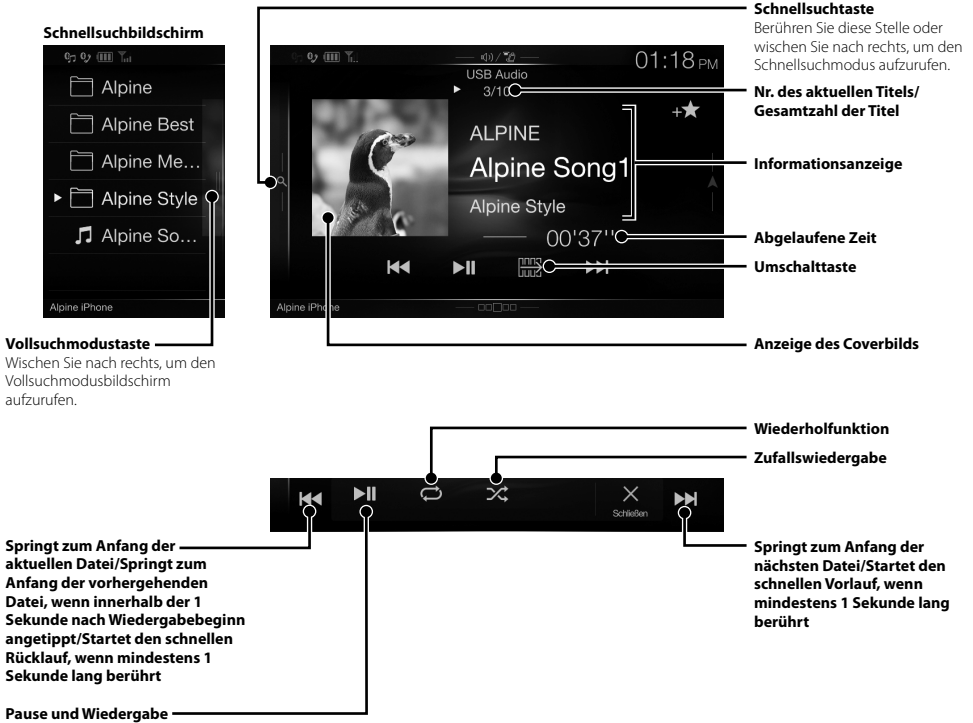 Schnellsuchbildschirm
Alpine
Alpine Best
Alpine Me…
Alpine Style
Alpine So…
Alpine iPhone
Vollsuchmodustaste
Wischen Sie nach rechts, um den
Vollsuchmodusbildschirm
aufzurufen.
01:18 PM
USB Audio
3/10
ALPINE
Alpine Song1
Alpine Style
00'37''
Alpine iPhone
Schnellsuchtaste
Berühren Sie diese Stelle oder
wischen Sie nach rechts, um den
Schnellsuchmodus aufzurufen.
Nr. des aktuellen Titels/
Gesamtzahl der Titel
Informationsanzeige
Abgelaufene Zeit
Umschalttaste
Anzeige des Coverbilds
Wiederholfunktion
Zufallswiedergabe
Schließen
Springt zum Anfang der
aktuellen Datei/Springt zum
Anfang der vorhergehenden
Datei, wenn innerhalb der 1
Sekunde nach Wiedergabebeginn
angetippt/Startet den schnellen
Rücklauf, wenn mindestens 1
Sekunde lang berührt
Pause und Wiedergabe
Springt zum Anfang der
nächsten Datei/Startet den
schnellen Vorlauf, wenn
mindestens 1 Sekunde lang
berührt